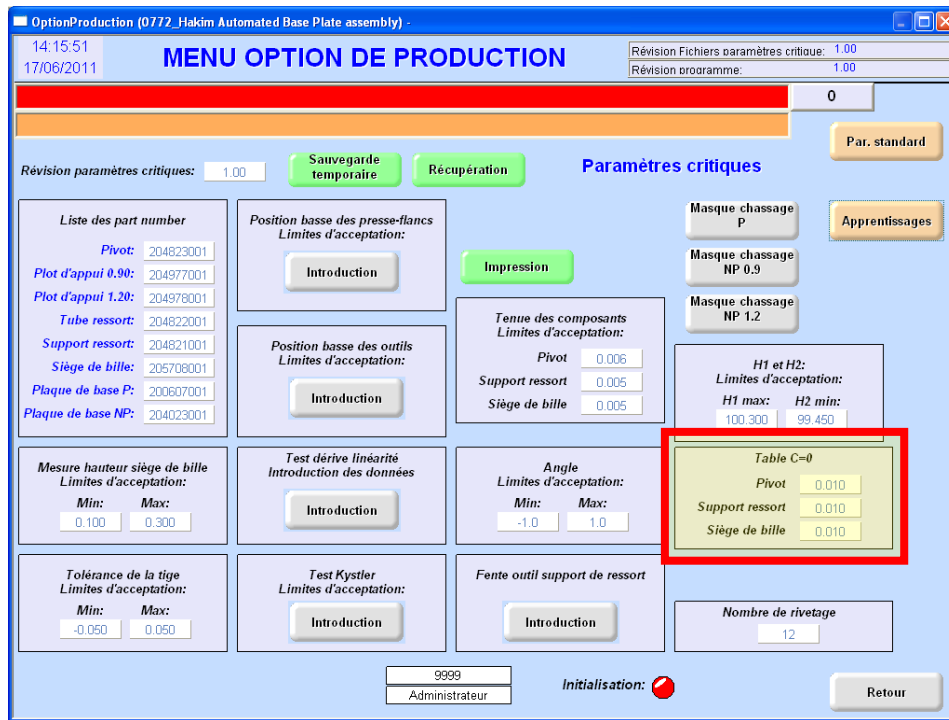 OptionProduction (0772_Hakim Automated Base Plate assembly) -
14:15:51
17/06/2011
MENU OPTION DE PRODUCTION
Révision Fichiers paramètres critique: 1.00
Révision programme: 1.00
0
Par. standard
Révision paramètres critiques: 1.00
Sauvegarde
temporaire
Récupération
Paramètres critiques
Liste des part number
Pivot: 204823001
Plot d'appui 0.90: 204977001
Plot d'appui 1.20: 204978001
Tube ressort: 204822001
Support ressort: 204821001
Siège de bille: 205708001
Plaque de base P: 200607001
Plaque de base NP: 204023001
Position basse des presse-flancs
Limites d'acceptation:
Introduction
Impression
Masque chassage
P
Masque chassage
NP 0.9
Masque chassage
NP 1.2
Apprentissages
Position basse des outils
Limites d'acceptation:
Introduction
Tenue des composants
Limites d'acceptation:
Pivot 0.006
Support ressort 0.005
Siège de bille 0.005
H1 et H2:
Limites d'acceptation:
H1 max: H2 min:
100.300 99.450
Mesure hauteur siège de bille
Limites d'acceptation:
Min: Max:
0.100 0.300
Test dérive linéarité
Introduction des données
Introduction
Angle
Limites d'acceptation:
Min: Max:
-1.0 1.0
Table C=0
Pivot 0.010
Support ressort 0.010
Siège de bille 0.010
Tolérance de la tige
Limites d'acceptation:
Min: Max:
-0.050 0.050
Test Kystler
Limites d'acceptation:
Introduction
Fente outil support de ressort
Introduction
Nombre de rivetage
12
9999
Administrateur
Initialisation:
Retour